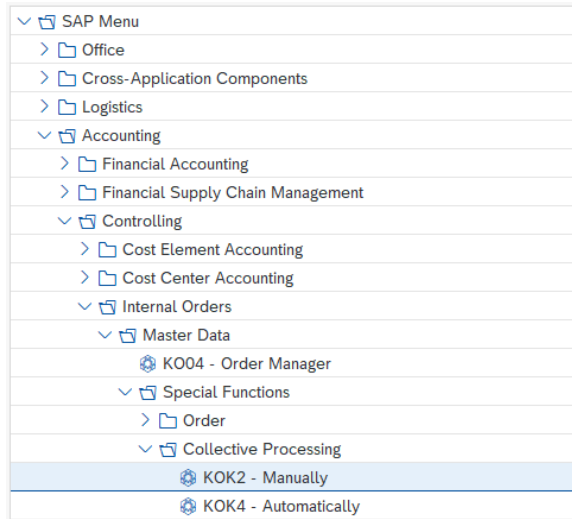 SAP Menu
Office
Cross-Application Components
Logistics
Accounting
Financial Accounting
Financial Supply Chain Management
Controlling
Cost Element Accounting
Cost Center Accounting
Internal Orders
Master Data
KO04 - Order Manager
Special Functions
Order
Collective Processing
KOK2 - Manually
KOK4 - Automatically